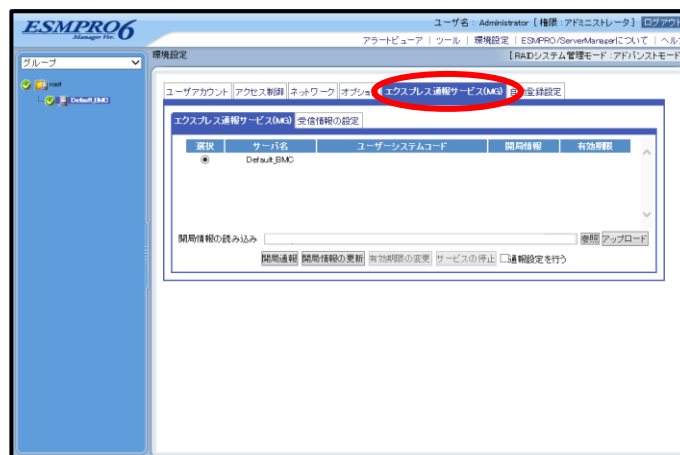 ESMPRO6
Manager Ver.
ユーザ名 : Administrator [ 権限 : アドミニストレータ ] ログアウト
アラートビューア | ツール | 環境設定 | ESMPRO/ServerManagerについて | ヘル
グループ
環境設定
[ RAIDシステム管理モード : アドバンストモード
root
Default_BMC
ユーザアカウント アクセス制御 ネットワーク オプショ エクスプレス通報サービス(MG) 登録設定
エクスプレス通報サービス(MG) 受信情報の設定
選択 サーバ名 ユーザーシステムコード 開局情報 有効期限
Default_BMC
開局情報の読み込み 参照 アップロード
開局通報 開局情報の更新 有効期限の変更 サービスの停止 通報設定を行う